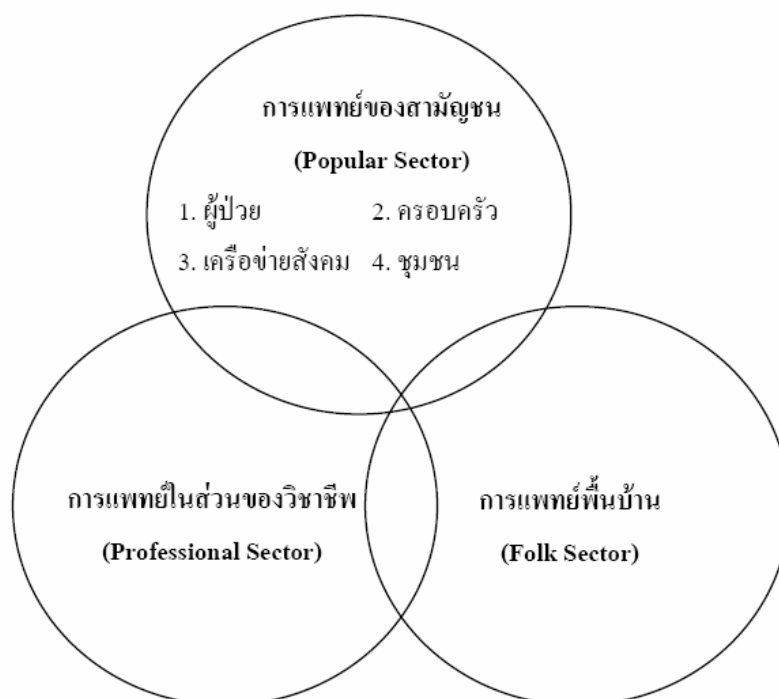 การแพทย์ของสามัญชน
(Popular Sector)
1. ผู้ป่วย 2. ครอบครัว
3. เครือข่ายสังคม 4. ชุมชน
การแพทย์ในส่วนของวิชาชีพ
(Professional Sector)
การแพทย์พื้นบ้าน
(Folk Sector)